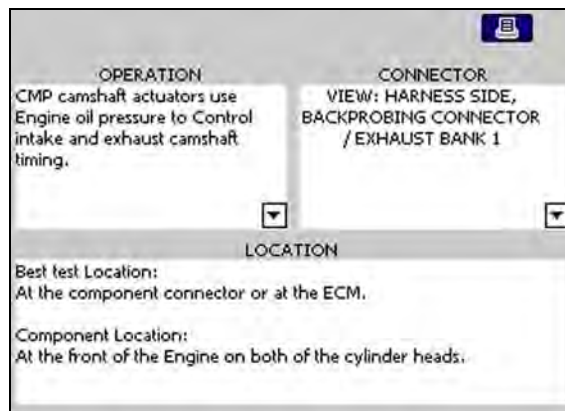 OPERATION
CMP camshaft actuators use
Engine oil pressure to Control
intake and exhaust camshaft
timing.
CONNECTOR
VIEW: HARNESS SIDE,
BACKPROBING CONNECTOR
/ EXHAUST BANK 1
LOCATION
Best test Location:
At the component connector or at the ECM.
Component Location:
At the front of the Engine on both of the cylinder heads.